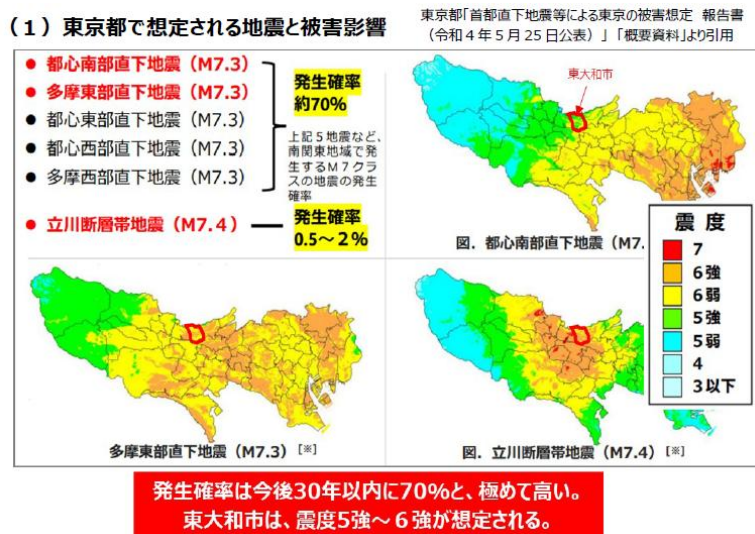 （１）東京都で想定される地震と被害影響
東京都「首都直下地震等による東京の被害想定 報告書
（令和４年５月２５日公表）」「概要資料」より引用
● 都心南部直下地震（M7.3）
● 多摩東部直下地震（M7.3）
● 都心東部直下地震（M7.3）
● 都心西部直下地震（M7.3）
● 多摩西部直下地震（M7.3）
発生確率
約70%
上記５地震など、
南関東地域で発
生するＭ７クラ
スの地震の発生
確率
● 立川断層帯地震（M7.4）
発生確率
0.5～２％
東大和市
図．都心南部直下地震（M7.
震 度
7
6強
6弱
5強
5弱
4
3以下
多摩東部直下地震（M7.3）[※]
図．立川断層帯地震（M7.4）[※]
発生確率は今後30年以内に70%と、極めて高い。
東大和市は、震度5強～６強が想定される。